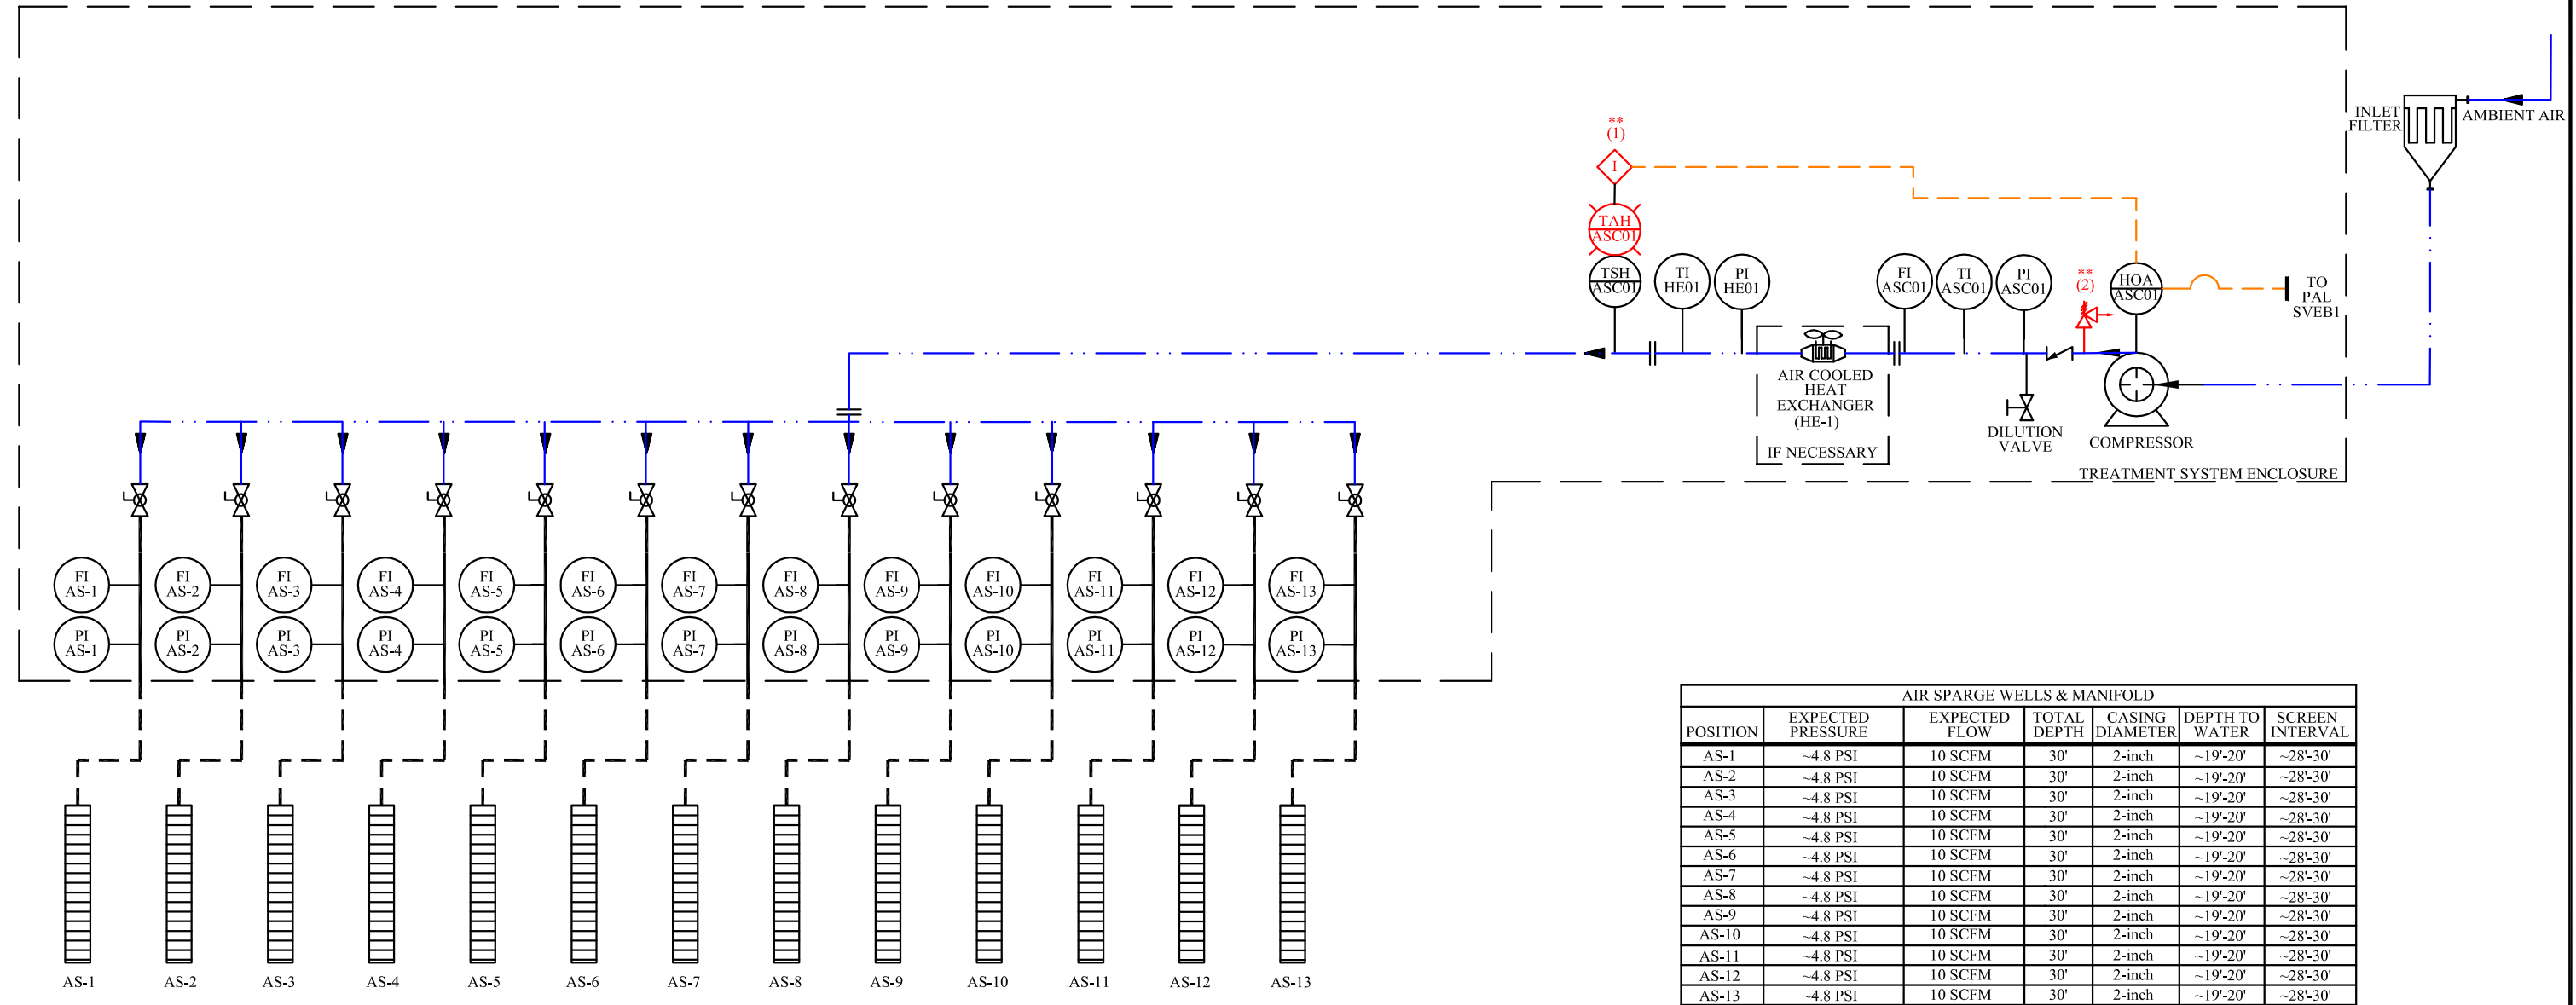 INLET
FILTER
AMBIENT AIR
**
(1)
I
TAH
ASC01
TSH
ASC01
TI
HE01
PI
HE01
FI
ASC01
TI
ASC01
PI
ASC01
**
(2)
HOA
ASC01
TO
PAL
SVEB1
AIR COOLED
HEAT
EXCHANGER
(HE-1)
IF NECESSARY
DILUTION
VALVE
COMPRESSOR
TREATMENT SYSTEM ENCLOSURE
FI
AS-1
FI
AS-2
FI
AS-3
FI
AS-4
FI
AS-5
FI
AS-6
FI
AS-7
FI
AS-8
FI
AS-9
FI
AS-10
FI
AS-11
FI
AS-12
FI
AS-13
PI
AS-1
PI
AS-2
PI
AS-3
PI
AS-4
PI
AS-5
PI
AS-6
PI
AS-7
PI
AS-8
PI
AS-9
PI
AS-10
PI
AS-11
PI
AS-12
PI
AS-13
AS-1 AS-2 AS-3 AS-4 AS-5 AS-6 AS-7 AS-8 AS-9 AS-10 AS-11 AS-12 AS-13
AIR SPARGE WELLS & MANIFOLD
POSITION
EXPECTED
PRESSURE
EXPECTED
FLOW
TOTAL
DEPTH
CASING
DIAMETER
DEPTH TO
WATER
SCREEN
INTERVAL
AS-1 ~4.8 PSI 10 SCFM 30' 2-inch ~19'-20' ~28'-30'
AS-2 ~4.8 PSI 10 SCFM 30' 2-inch ~19'-20' ~28'-30'
AS-3 ~4.8 PSI 10 SCFM 30' 2-inch ~19'-20' ~28'-30'
AS-4 ~4.8 PSI 10 SCFM 30' 2-inch ~19'-20' ~28'-30'
AS-5 ~4.8 PSI 10 SCFM 30' 2-inch ~19'-20' ~28'-30'
AS-6 ~4.8 PSI 10 SCFM 30' 2-inch ~19'-20' ~28'-30'
AS-7 ~4.8 PSI 10 SCFM 30' 2-inch ~19'-20' ~28'-30'
AS-8 ~4.8 PSI 10 SCFM 30' 2-inch ~19'-20' ~28'-30'
AS-9 ~4.8 PSI 10 SCFM 30' 2-inch ~19'-20' ~28'-30'
AS-10 ~4.8 PSI 10 SCFM 30' 2-inch ~19'-20' ~28'-30'
AS-11 ~4.8 PSI 10 SCFM 30' 2-inch ~19'-20' ~28'-30'
AS-12 ~4.8 PSI 10 SCFM 30' 2-inch ~19'-20' ~28'-30'
AS-13 ~4.8 PSI 10 SCFM 30' 2-inch ~19'-20' ~28'-30'